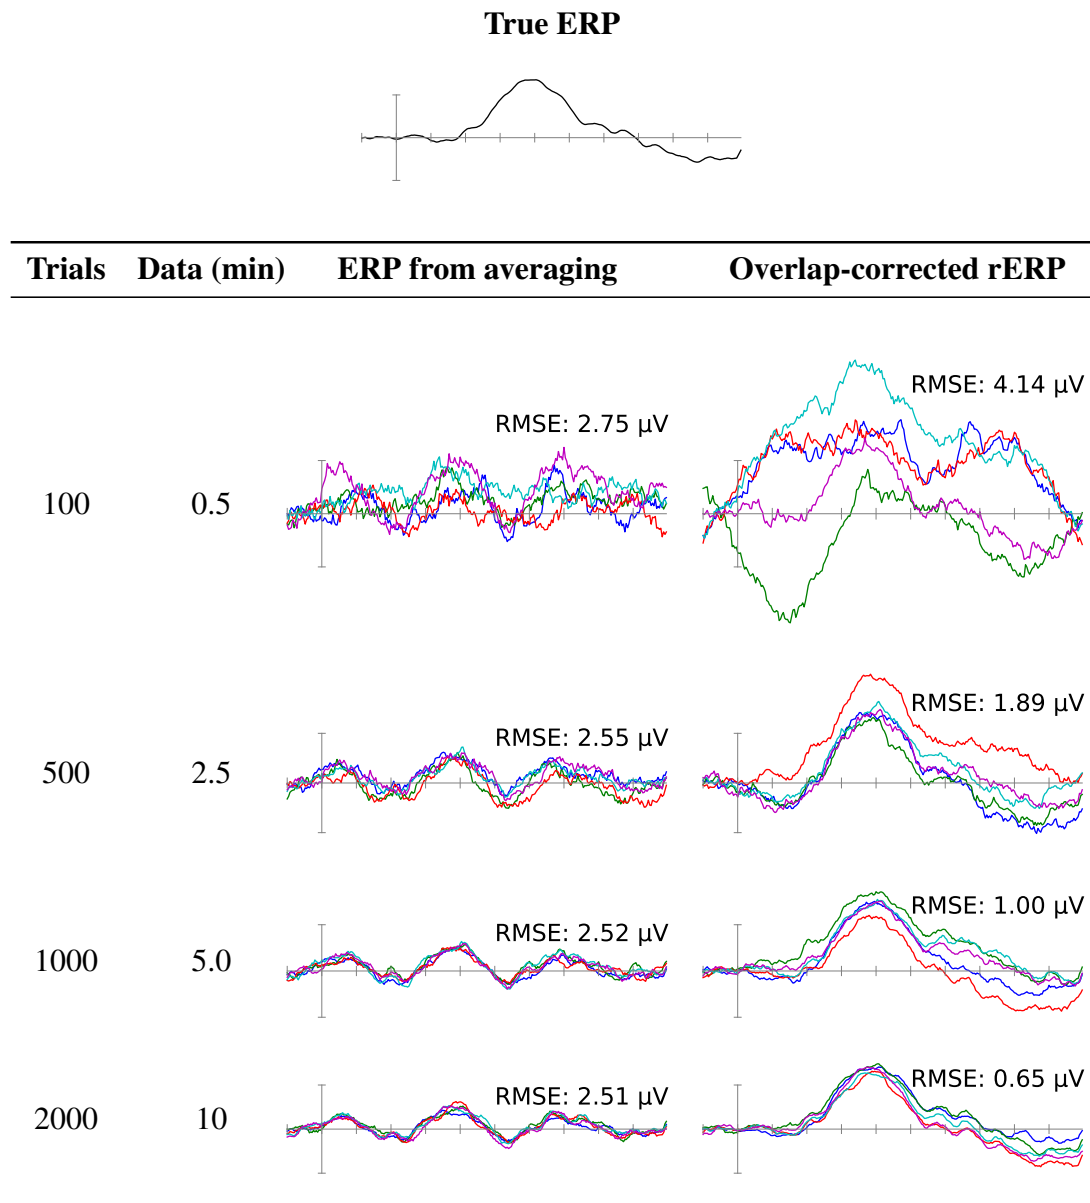 True ERP
Trials Data (min) ERP from averaging Overlap-corrected rERP
100 0.5 RMSE: 2.75 µV RMSE: 4.14 µV
500 2.5 RMSE: 2.55 µV RMSE: 1.89 µV
1000 5.0 RMSE: 2.52 µV RMSE: 1.00 µV
2000 10 RMSE: 2.51 µV RMSE: 0.65 µV